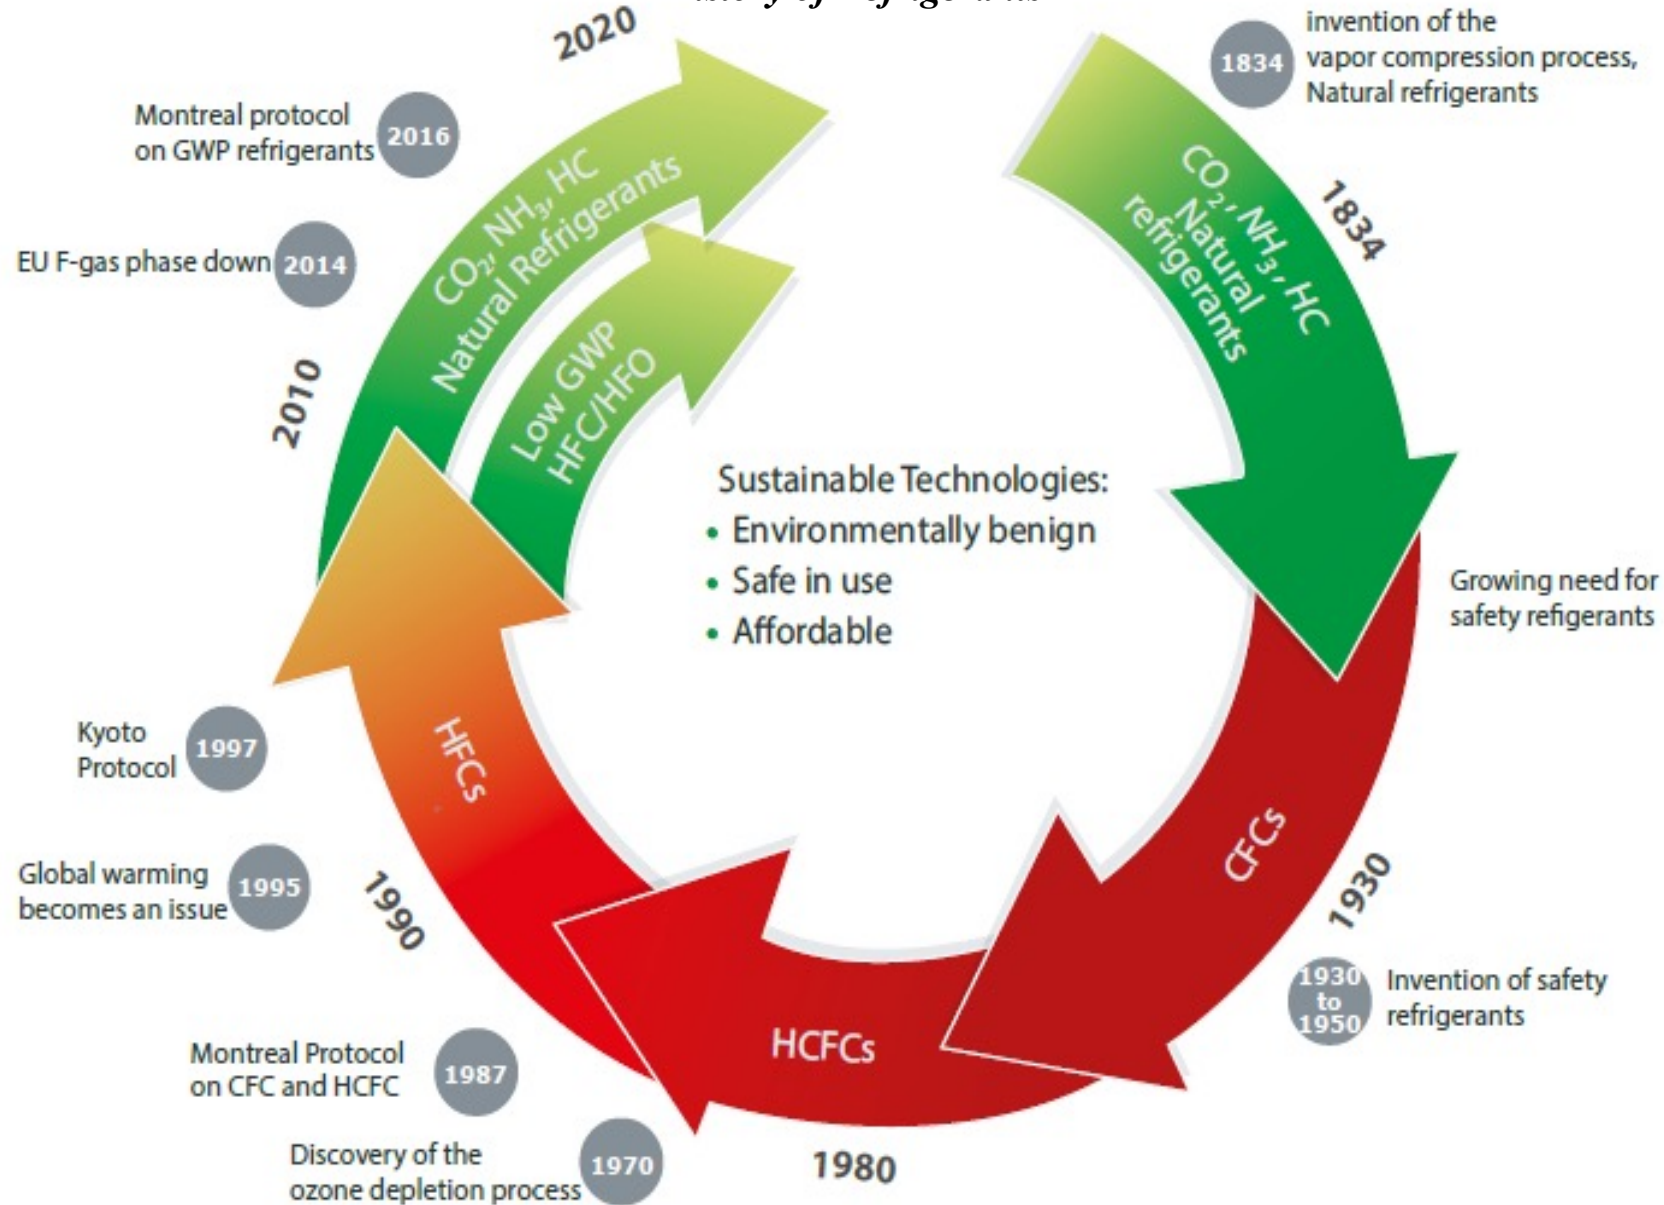 invention of the
1834
vapor compression process,
Natural refrigerants
CO₂, NH₃, HC
Natural
refrigerants
1834
Growing need for
safety refigerants
CFCs
1930
1930
to
1950
Invention of safety
refrigerants
HCFCs
1980
Discovery of the
ozone depletion process
1970
Montreal Protocol
on CFC and HCFC
1987
1990
Global warming
becomes an issue
1995
Kyoto
Protocol
1997
HFCs
2010
EU F-gas phase down
2014
Montreal protocol
on GWP refrigerants
2016
2020
CO₂, NH₃, HC
Natural Refrigerants
Low GWP
HFC/HFO
Sustainable Technologies:
• Environmentally benign
• Safe in use
• Affordable